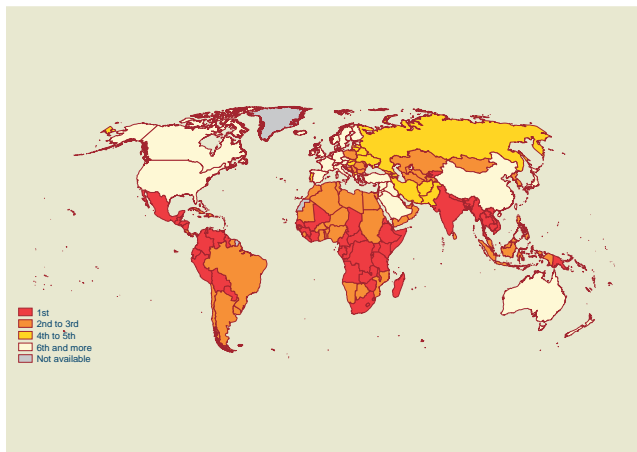 1st
2nd to 3rd
4th to 5th
6th and more
Not available